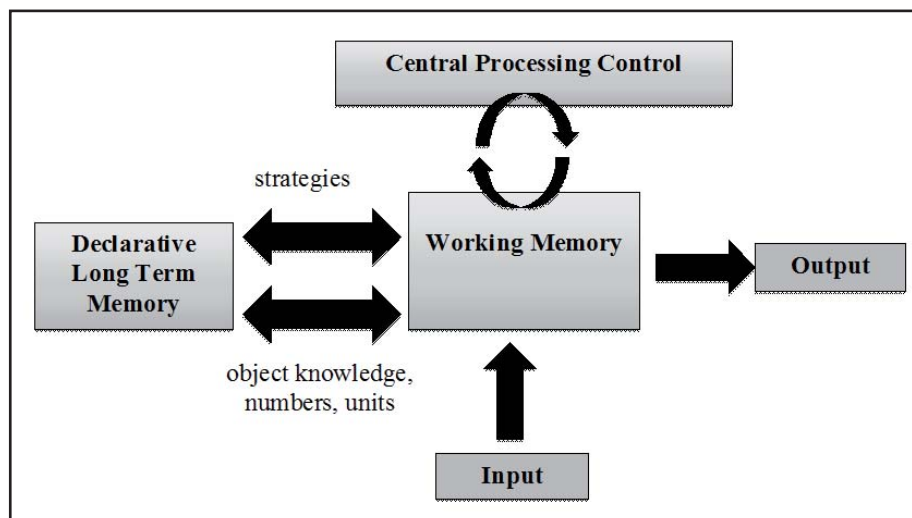 Central Processing Control
strategies
Declarative
Long Term
Memory
Working Memory
Output
object knowledge,
numbers, units
Input